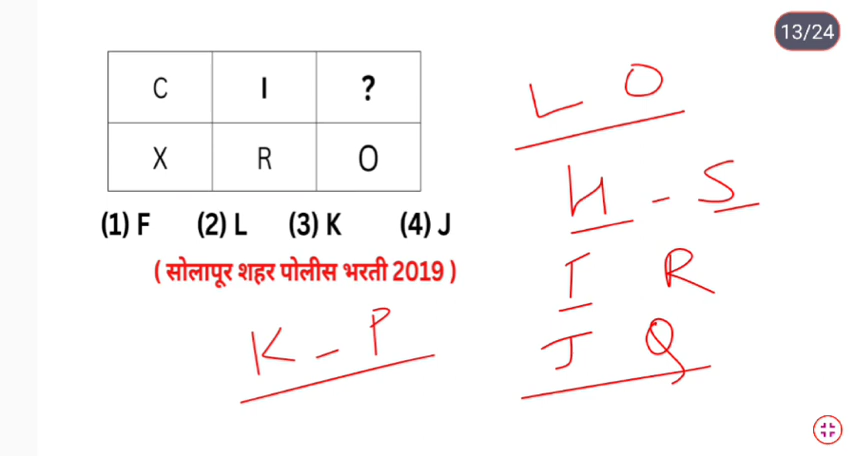 13/24
C I ?
X R O
(1) F (2) L (3) K (4) J
( सोलापूर शहर पोलीस भरती 2019 )
L O
H - S
I R
J Q
K - P